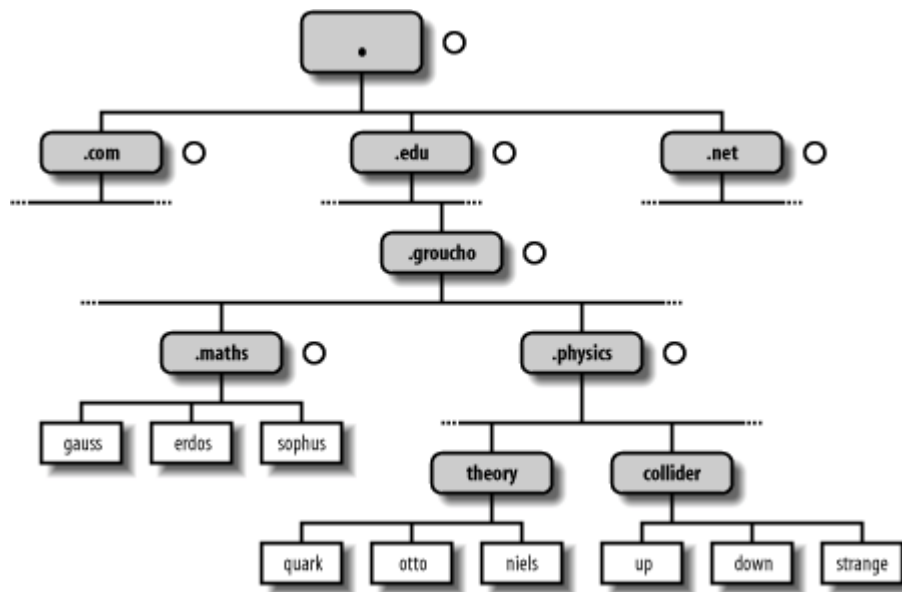 .
.com .edu .net
.groucho
.maths .physics
gauss erdos sophus
theory collider
quark otto niels up down strange